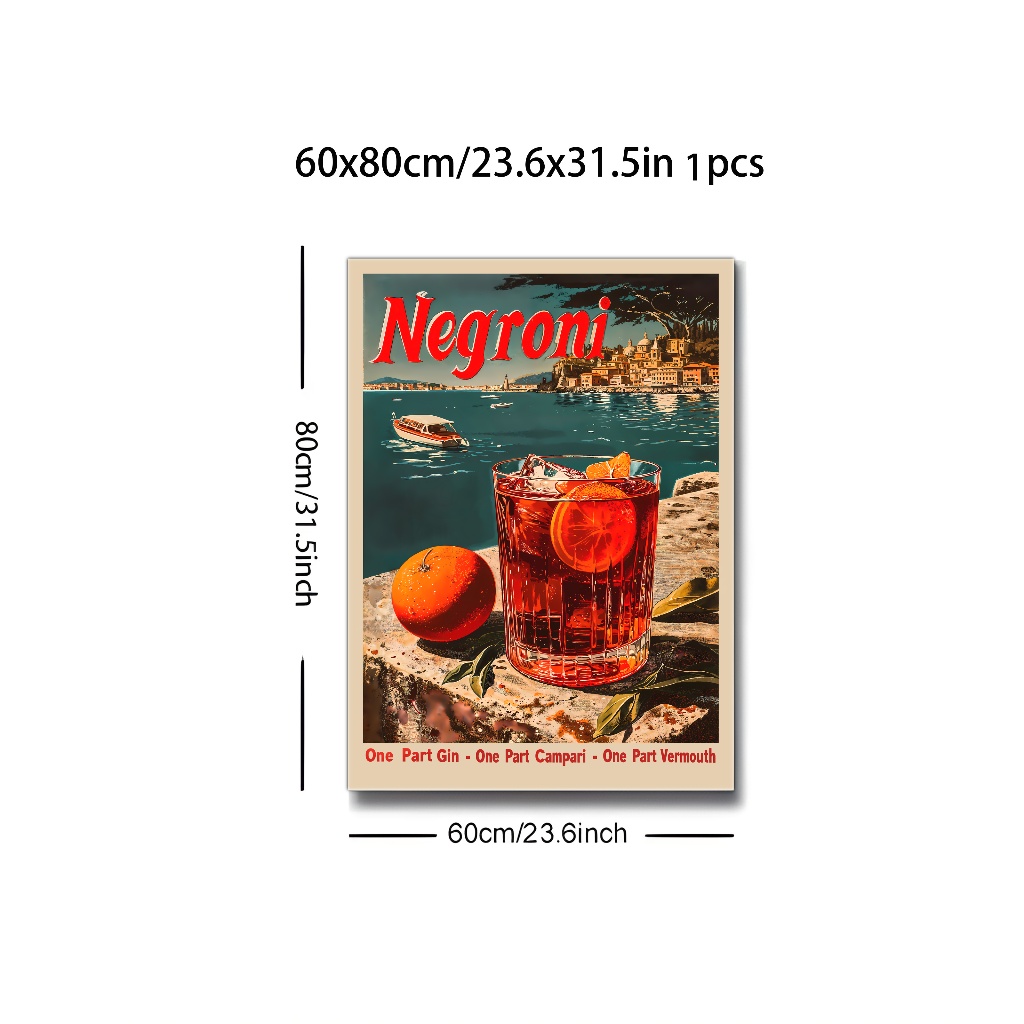 60x80cm/23.6x31.5in 1pcs
Negroni
80cm/31.5inch
One Part Gin - One Part Campari - One Part Vermouth
60cm/23.6inch